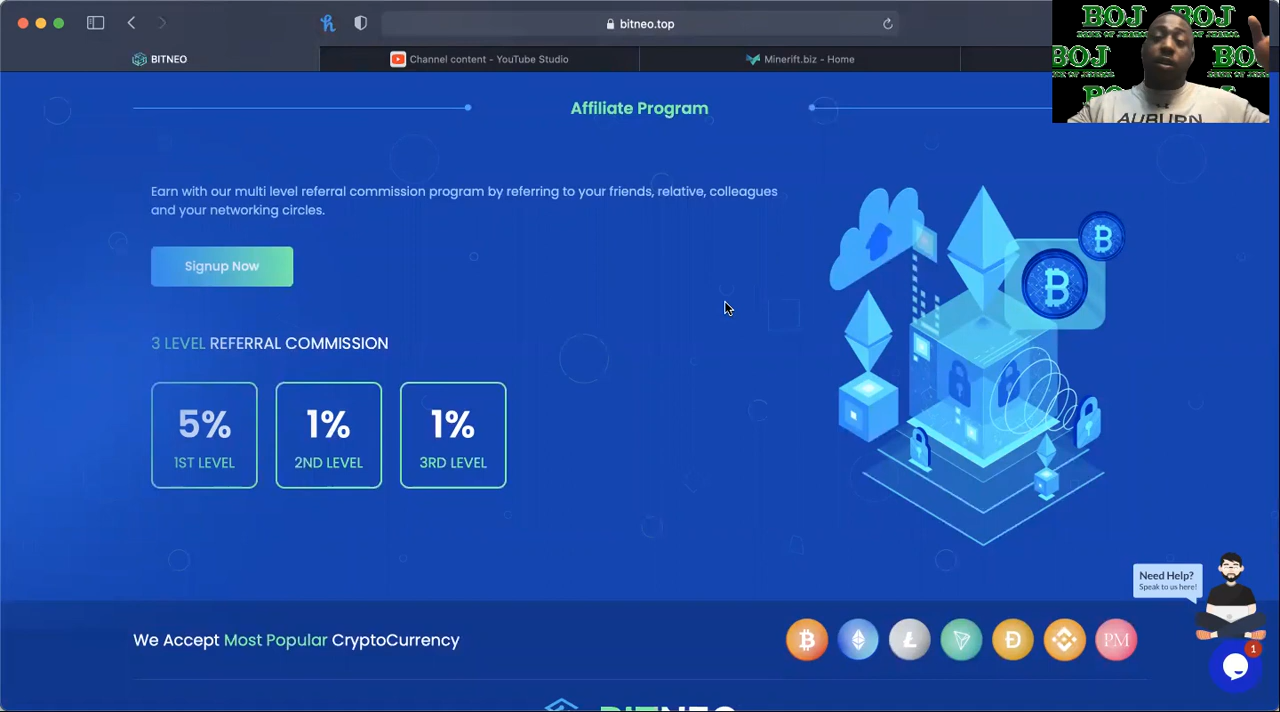 bitneo.top
BITNEO
Channel content - YouTube Studio
Minerift.biz - Home
BOJ BOJ
BOJ BOJ
AUBURN
Affiliate Program
Earn with our multi level referral commission program by referring to your friends, relative, colleagues
and your networking circles.
Signup Now
3 LEVEL REFERRAL COMMISSION
5% 1% 1%
1ST LEVEL 2ND LEVEL 3RD LEVEL
Need Help?
Speak to us here!
We Accept Most Popular CryptoCurrency
PM
1
BITNEO